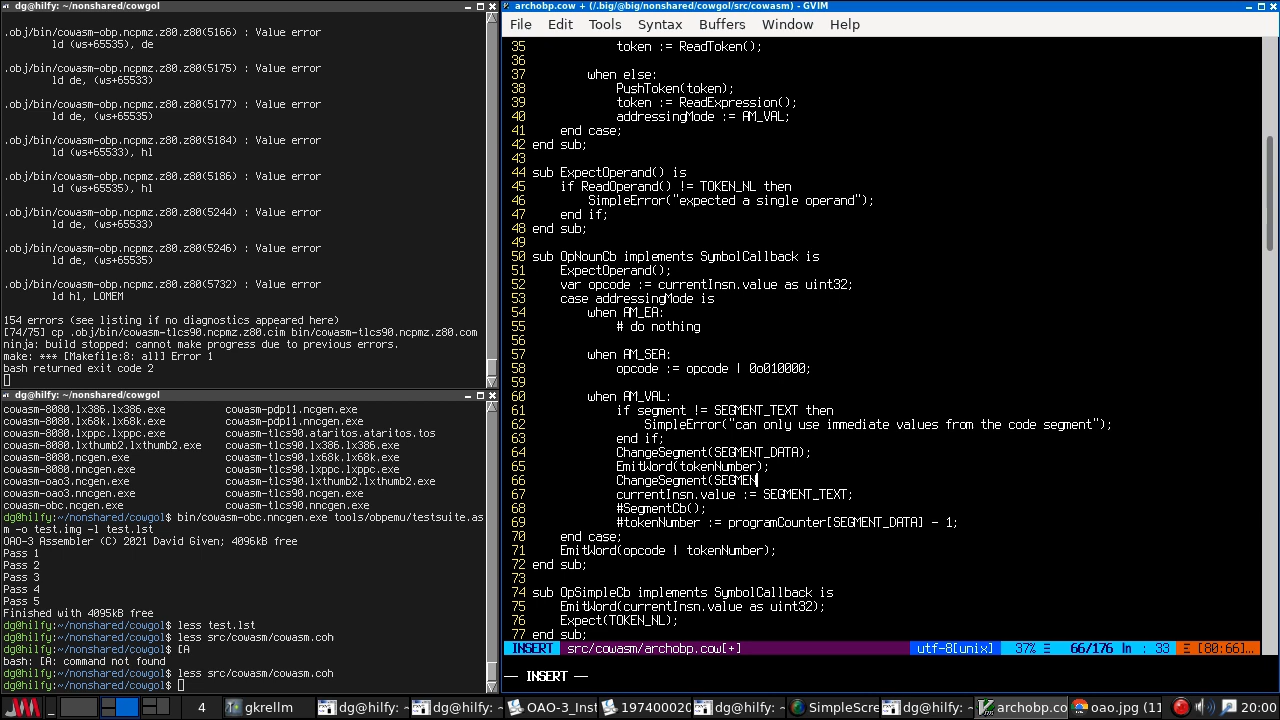 dg@hilfy: ~/nonshared/cowgol
.obj/bin/cowasm-obp.ncpmz.z80.z80(5166) : Value error
ld (ws+65535), de
.obj/bin/cowasm-obp.ncpmz.z80.z80(5175) : Value error
ld de, (ws+65533)
.obj/bin/cowasm-obp.ncpmz.z80.z80(5177) : Value error
ld de, (ws+65535)
.obj/bin/cowasm-obp.ncpmz.z80.z80(5184) : Value error
ld (ws+65533), hl
.obj/bin/cowasm-obp.ncpmz.z80.z80(5186) : Value error
ld (ws+65535), hl
.obj/bin/cowasm-obp.ncpmz.z80.z80(5244) : Value error
ld de, (ws+65533)
.obj/bin/cowasm-obp.ncpmz.z80.z80(5246) : Value error
ld de, (ws+65535)
.obj/bin/cowasm-obp.ncpmz.z80.z80(5732) : Value error
ld hl, LOMEM
154 errors (see listing if no diagnostics appeared here)
[74/75] cp .obj/bin/cowasm-tlcs90.ncpmz.z80.cim bin/cowasm-tlcs90.ncpmz.z80.com
ninja: build stopped: cannot make progress due to previous errors.
make: *** [Makefile:8: all] Error 1
bash returned exit code 2
dg@hilfy: ~/nonshared/cowgol
cowasm-8080.lx386.lx386.exe cowasm-pdp11.ncgen.exe
cowasm-8080.lx68k.lx68k.exe cowasm-pdp11.nncgen.exe
cowasm-8080.lxppc.lxppc.exe cowasm-tlcs90.ataritos.ataritos.tos
cowasm-8080.lxthumb2.lxthumb2.exe cowasm-tlcs90.lx386.lx386.exe
cowasm-8080.ncgen.exe cowasm-tlcs90.lx68k.lx68k.exe
cowasm-8080.nncgen.exe cowasm-tlcs90.lxppc.lxppc.exe
cowasm-oao3.ncgen.exe cowasm-tlcs90.lxthumb2.lxthumb2.exe
cowasm-oao3.nncgen.exe cowasm-tlcs90.ncgen.exe
cowasm-obc.nncgen.exe cowasm-tlcs90.nncgen.exe
dg@hilfy:~/nonshared/cowgol$ bin/cowasm-obc.nncgen.exe tools/obpemu/testsuite.as
m -o test.img -l test.lst
OAO-3 Assembler (C) 2021 David Given; 4096kB free
Pass 1
Pass 2
Pass 3
Pass 4
Pass 5
Finished with 4095kB free
dg@hilfy:~/nonshared/cowgol$ less test.lst
dg@hilfy:~/nonshared/cowgol$ less src/cowasm/cowasm.coh
dg@hilfy:~/nonshared/cowgol$ [A
bash: [A: command not found
dg@hilfy:~/nonshared/cowgol$ less src/cowasm/cowasm.coh
dg@hilfy:~/nonshared/cowgol$
archobp.cow + (/.big/@big/nonshared/cowgol/src/cowasm) - GVIM
File Edit Tools Syntax Buffers Window Help
35 token := ReadToken();
36
37 when else:
38 PushToken(token);
39 token := ReadExpression();
40 addressingMode := AM_VAL;
41 end case;
42 end sub;
43
44 sub ExpectOperand() is
45 if ReadOperand() != TOKEN_NL then
46 SimpleError("expected a single operand");
47 end if;
48 end sub;
49
50 sub OpNounCb implements SymbolCallback is
51 ExpectOperand();
52 var opcode := currentInsn.value as uint32;
53 case addressingMode is
54 when AM_EA:
55 # do nothing
56
57 when AM_SEA:
58 opcode := opcode | 0o010000;
59
60 when AM_VAL:
61 if segment != SEGMENT_TEXT then
62 SimpleError("can only use immediate values from the code segment");
63 end if;
64 ChangeSegment(SEGMENT_DATA);
65 EmitWord(tokenNumber);
66 ChangeSegment(SEGMEN
67 currentInsn.value := SEGMENT_TEXT;
68 #SegmentCb();
69 #tokenNumber := programCounter[SEGMENT_DATA] - 1;
70 end case;
71 EmitWord(opcode | tokenNumber);
72 end sub;
73
74 sub OpSimpleCb implements SymbolCallback is
75 EmitWord(currentInsn.value as uint32);
76 Expect(TOKEN_NL);
77 end sub;
INSERT src/cowasm/archobp.cow[+] utf-8[unix] 37% Ξ 66/176 ln : 33 Ξ [80:66]…
-- INSERT --
4 gkrellm dg@hilfy: ~ dg@hilfy: ~ OAO-3_Inst 197400020 SimpleScre dg@hilfy: ~ archobp.co oao.jpg (11 20:00